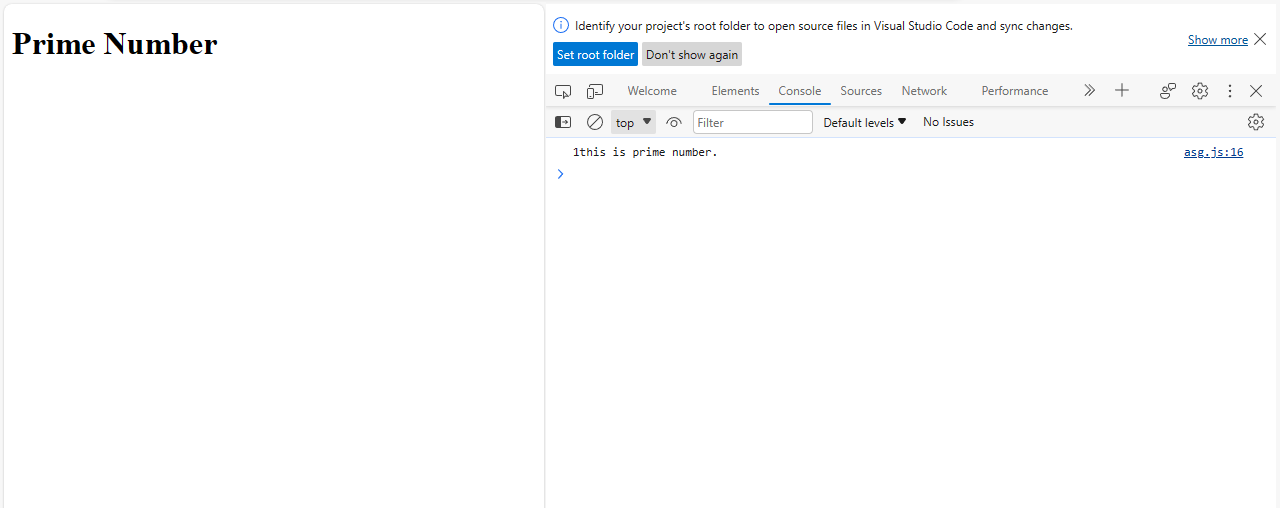 Prime Number
Identify your project's root folder to open source files in Visual Studio Code and sync changes.
Set root folder Don't show again
Show more
Welcome Elements Console Sources Network Performance
top Filter Default levels No Issues
1this is prime number. asg.js:16